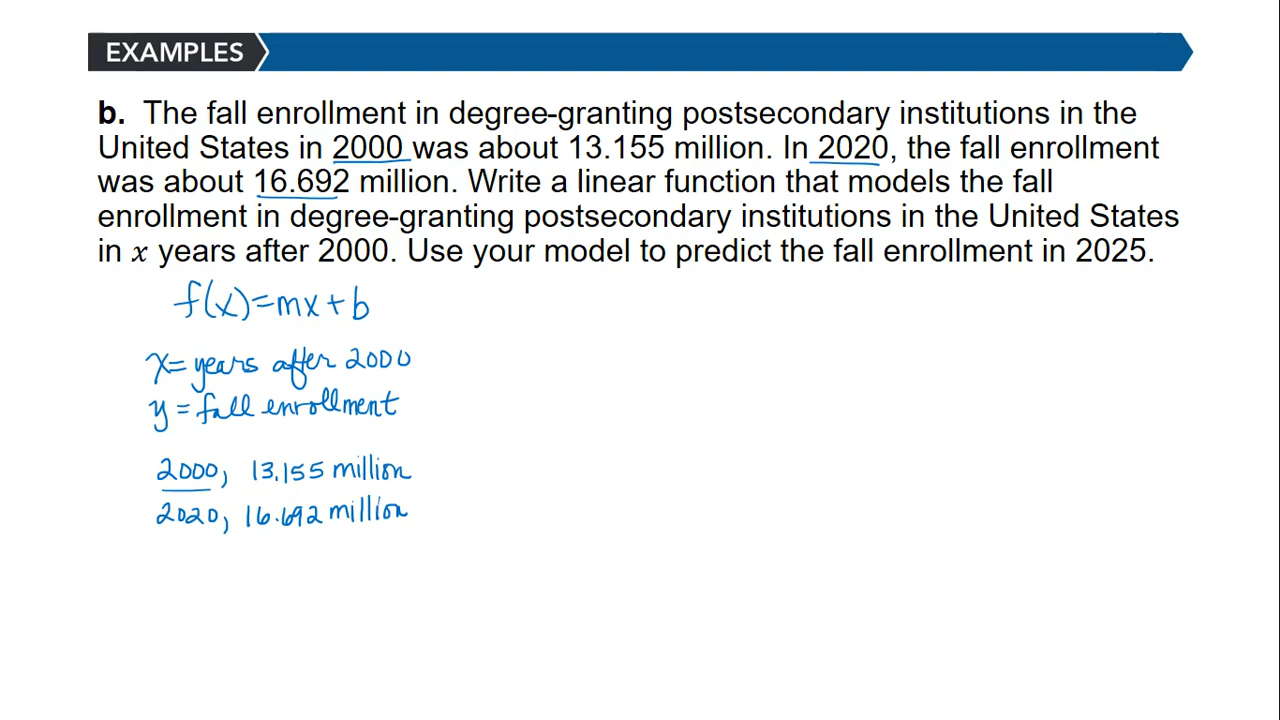 EXAMPLES
b. The fall enrollment in degree-granting postsecondary institutions in the
United States in 2000 was about 13.155 million. In 2020, the fall enrollment
was about 16.692 million. Write a linear function that models the fall
enrollment in degree-granting postsecondary institutions in the United States
in x years after 2000. Use your model to predict the fall enrollment in 2025.
f(x)=mx+b
x= years after 2000
y = fall enrollment
2000, 13.155 million
2020, 16.692 million